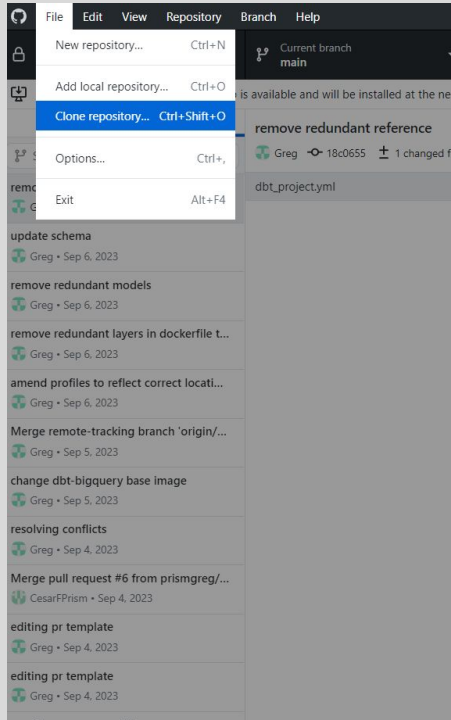 File Edit View Repository Branch Help
New repository... Ctrl+N
Add local repository... Ctrl+O
Clone repository... Ctrl+Shift+O
Options... Ctrl+,
Exit Alt+F4
Current branch
main
is available and will be installed at the ne
remove redundant reference
Greg 18c0655 1 changed f
dbt_project.yml
remo
G
update schema
Greg • Sep 6, 2023
remove redundant models
Greg • Sep 6, 2023
remove redundant layers in dockerfile t...
Greg • Sep 6, 2023
amend profiles to reflect correct locati...
Greg • Sep 6, 2023
Merge remote-tracking branch 'origin/...
Greg • Sep 5, 2023
change dbt-bigquery base image
Greg • Sep 5, 2023
resolving conflicts
Greg • Sep 4, 2023
Merge pull request #6 from prismgreg/...
CesarFPrism • Sep 4, 2023
editing pr template
Greg • Sep 4, 2023
editing pr template
Greg • Sep 4, 2023